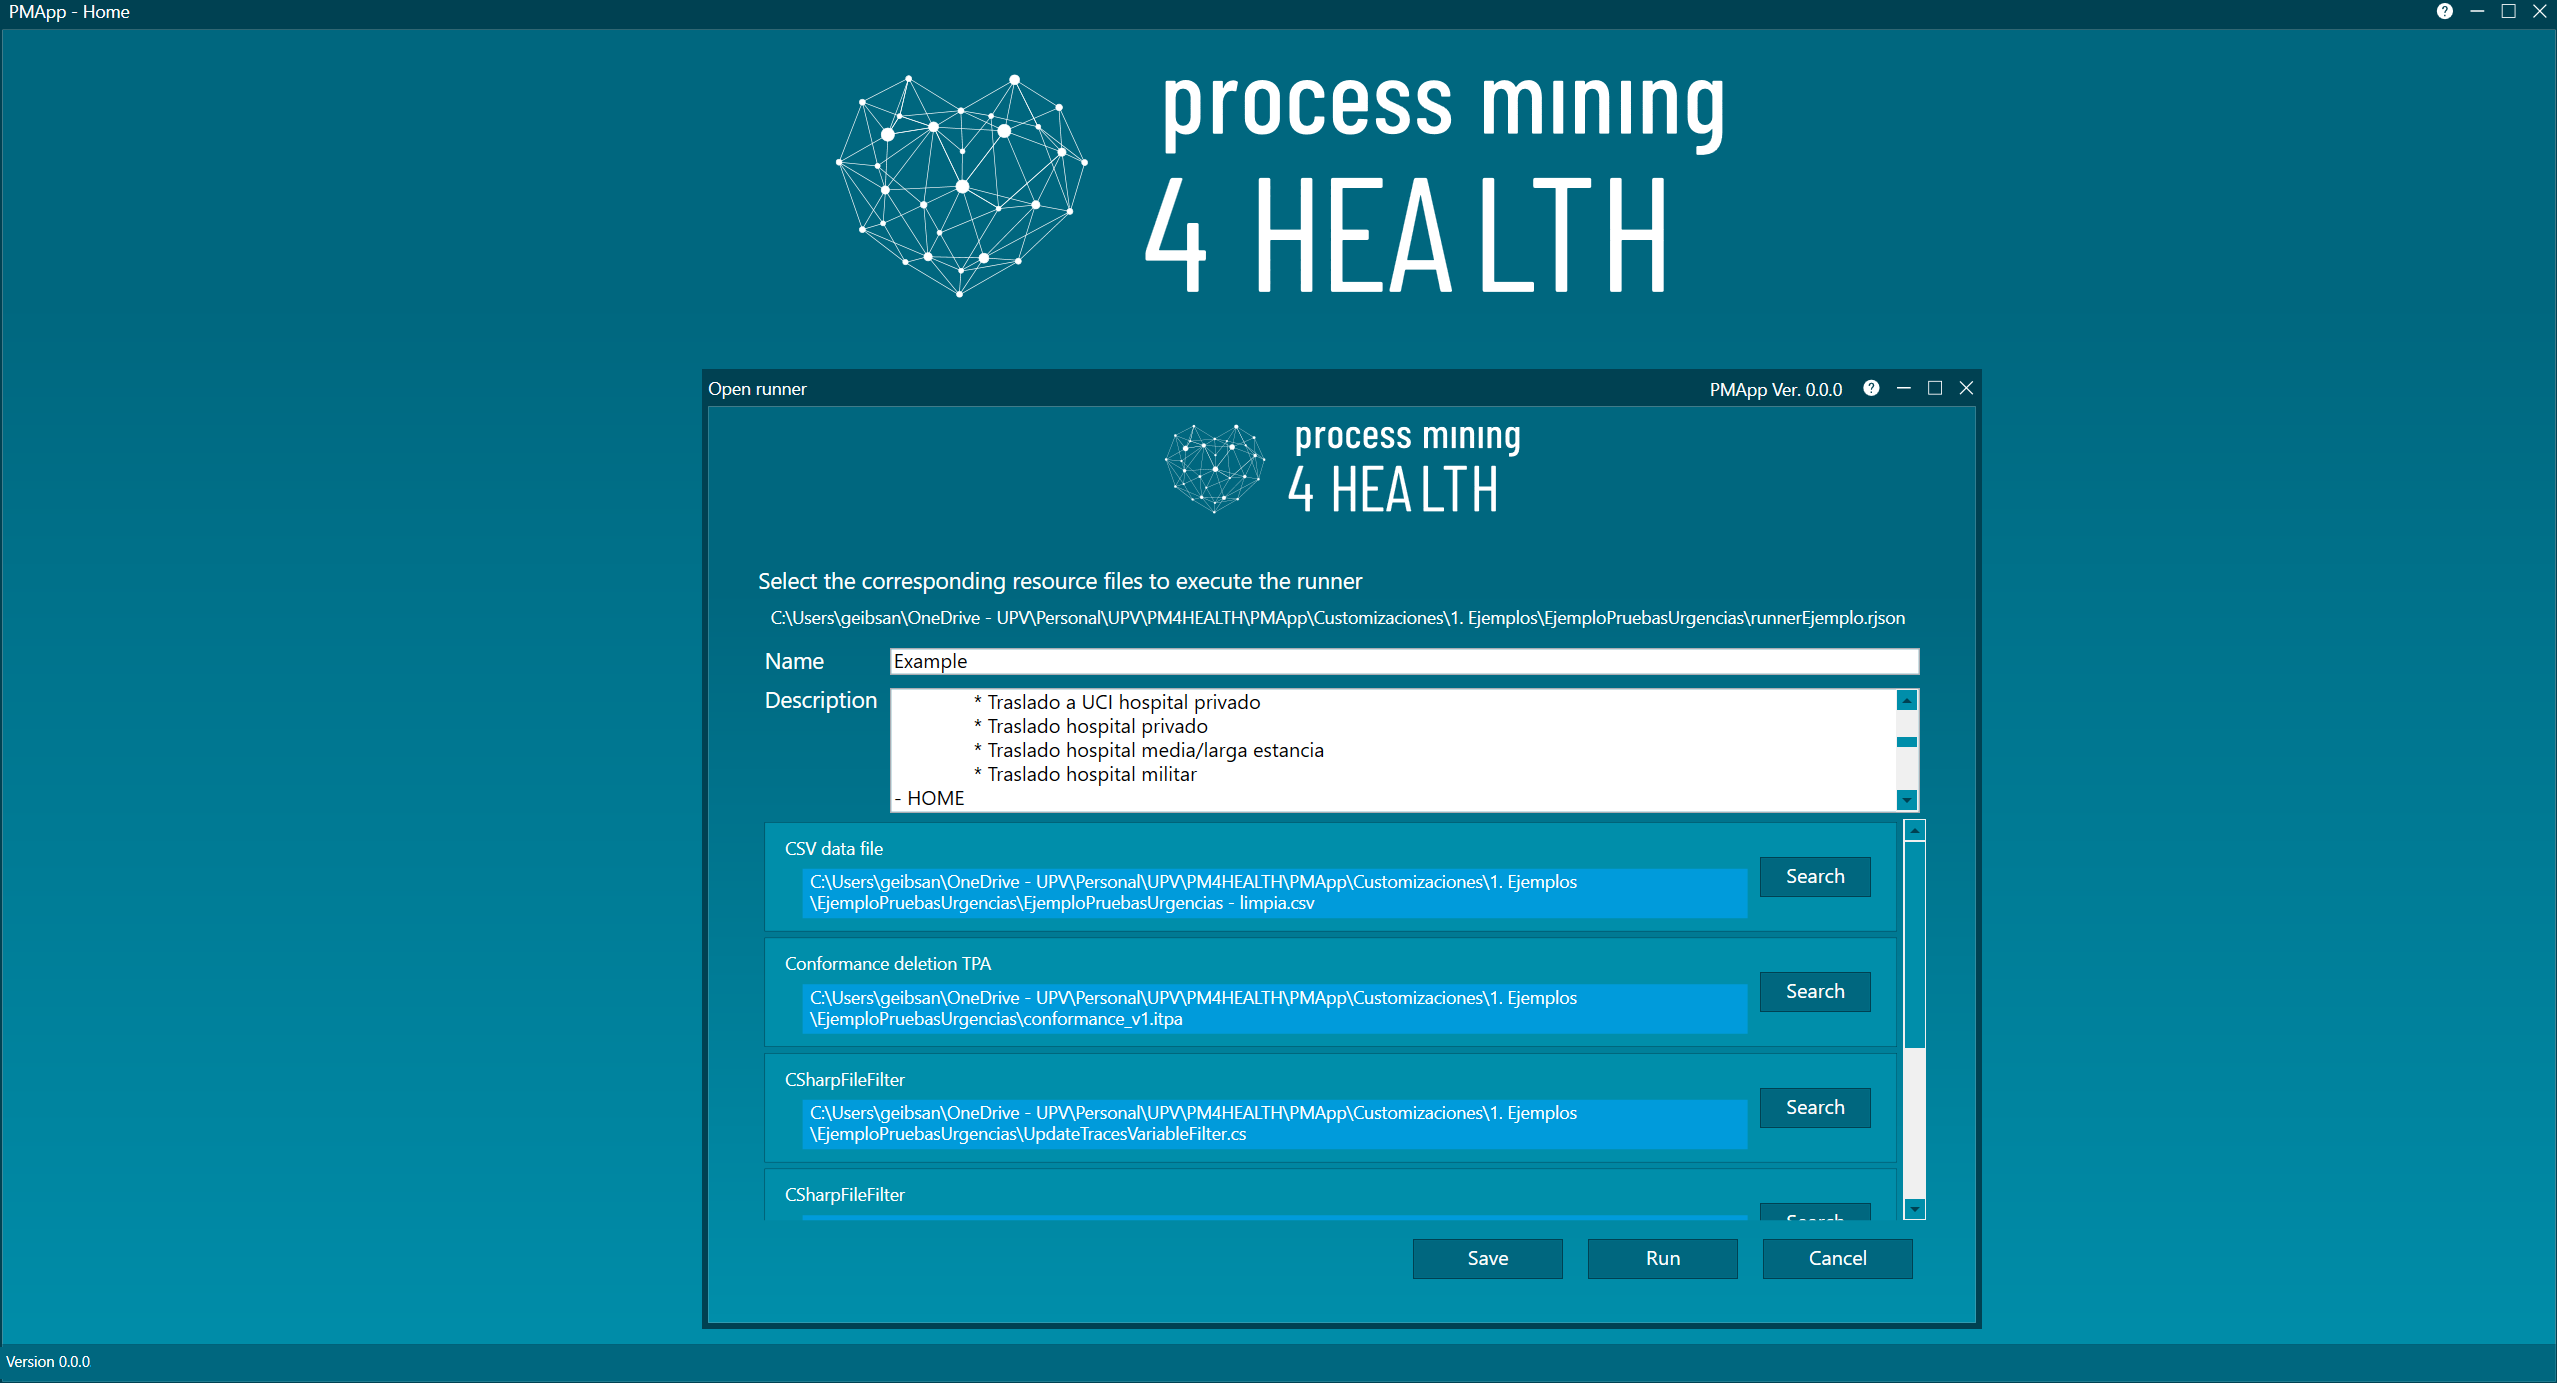 PMApp - Home
process mining
4 HEALTH
Open runner
PMApp Ver. 0.0.0
process mining
4 HEALTH
Select the corresponding resource files to execute the runner
C:\Users\geibsan\OneDrive - UPV\Personal\UPV\PM4HEALTH\PMApp\Customizaciones\1. Ejemplos\EjemploPruebasUrgencias\runnerEjemplo.rjson
Name
Example
Description
* Traslado a UCI hospital privado
* Traslado hospital privado
* Traslado hospital media/larga estancia
* Traslado hospital militar
- HOME
CSV data file
C:\Users\geibsan\OneDrive - UPV\Personal\UPV\PM4HEALTH\PMApp\Customizaciones\1. Ejemplos
\EjemploPruebasUrgencias\EjemploPruebasUrgencias - limpia.csv
Search
Conformance deletion TPA
C:\Users\geibsan\OneDrive - UPV\Personal\UPV\PM4HEALTH\PMApp\Customizaciones\1. Ejemplos
\EjemploPruebasUrgencias\conformance_v1.itpa
Search
CSharpFileFilter
C:\Users\geibsan\OneDrive - UPV\Personal\UPV\PM4HEALTH\PMApp\Customizaciones\1. Ejemplos
\EjemploPruebasUrgencias\UpdateTracesVariableFilter.cs
Search
CSharpFileFilter
Search
Save
Run
Cancel
Version 0.0.0